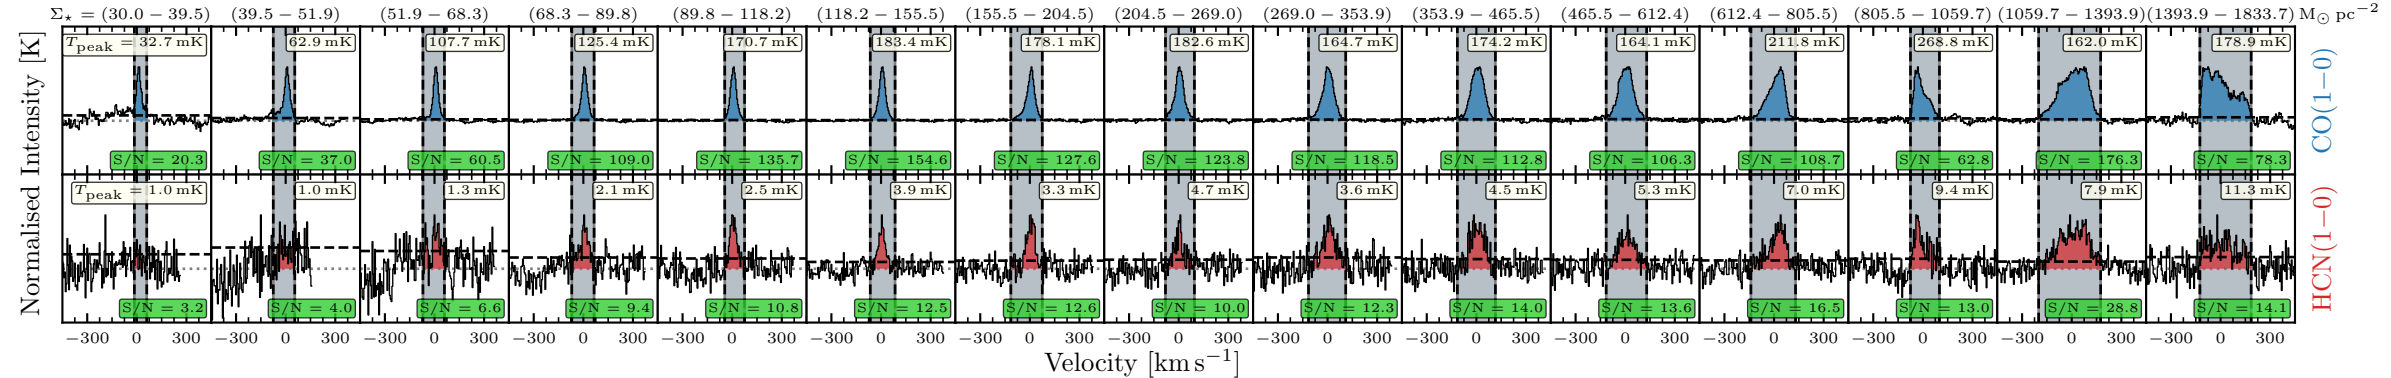 Σ⋆ = (30.0 − 39.5) (39.5 − 51.9) (51.9 − 68.3) (68.3 − 89.8) (89.8 − 118.2) (118.2 − 155.5) (155.5 − 204.5) (204.5 − 269.0) (269.0 − 353.9) (353.9 − 465.5) (465.5 − 612.4) (612.4 − 805.5) (805.5 − 1059.7) (1059.7 − 1393.9) (1393.9 − 1833.7) M⊙ pc⁻²
Tpeak = 32.7 mK 62.9 mK 107.7 mK 125.4 mK 170.7 mK 183.4 mK 178.1 mK 182.6 mK 164.7 mK 174.2 mK 164.1 mK 211.8 mK 268.8 mK 162.0 mK 178.9 mK
S/N = 20.3 S/N = 37.0 S/N = 60.5 S/N = 109.0 S/N = 135.7 S/N = 154.6 S/N = 127.6 S/N = 123.8 S/N = 118.5 S/N = 112.8 S/N = 106.3 S/N = 108.7 S/N = 62.8 S/N = 176.3 S/N = 78.3
CO(1−0)
Tpeak = 1.0 mK 1.0 mK 1.3 mK 2.1 mK 2.5 mK 3.9 mK 3.3 mK 4.7 mK 3.6 mK 4.5 mK 5.3 mK 7.0 mK 9.4 mK 7.9 mK 11.3 mK
S/N = 3.2 S/N = 4.0 S/N = 6.6 S/N = 9.4 S/N = 10.8 S/N = 12.5 S/N = 12.6 S/N = 10.0 S/N = 12.3 S/N = 14.0 S/N = 13.6 S/N = 16.5 S/N = 13.0 S/N = 28.8 S/N = 14.1
HCN(1−0)
Normalised Intensity [K]
−300 0 300 −300 0 300 −300 0 300 −300 0 300 −300 0 300 −300 0 300 −300 0 300 −300 0 300 −300 0 300 −300 0 300 −300 0 300 −300 0 300 −300 0 300 −300 0 300 −300 0 300
Velocity [km s⁻¹]